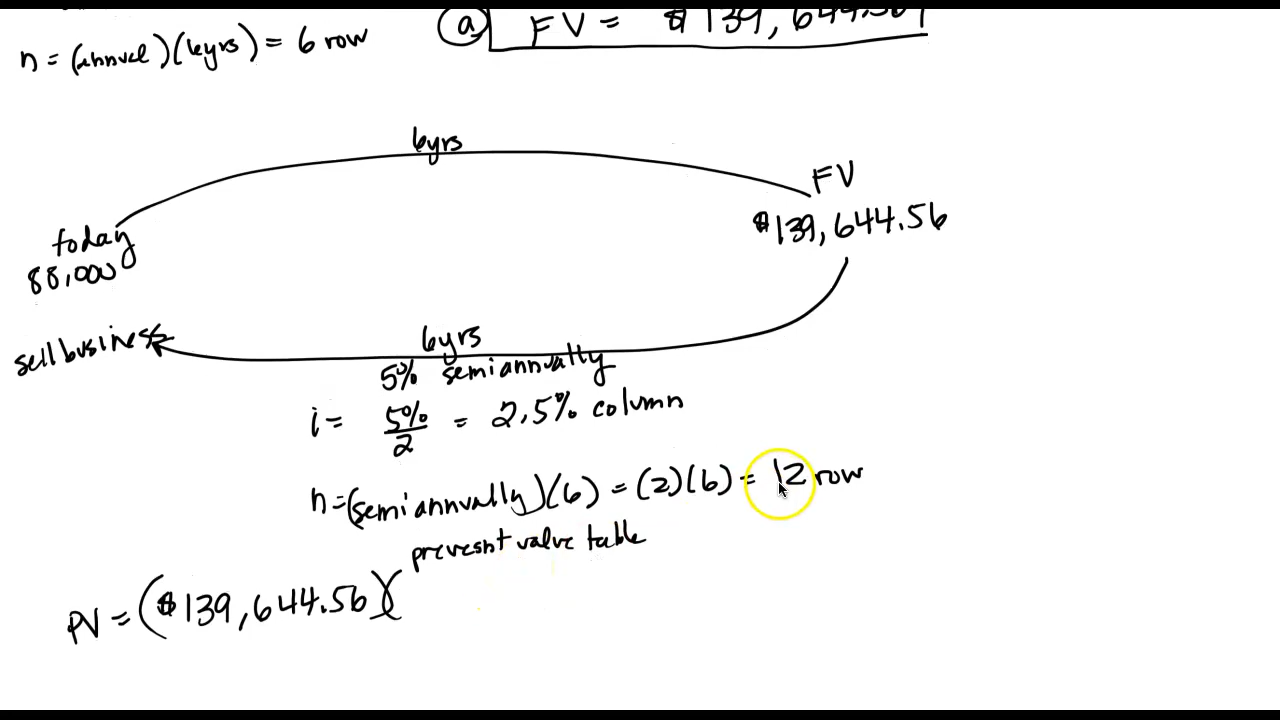 n = (annual)(6yrs) = 6 row
ⓐ FV = $139,644.56
6yrs
FV
$139,644.56
today
88,000
sell business
6yrs
5% semiannually
i = 5%/2 = 2.5% column
n=(semiannually)(6) = (2)(6) = 12 row
prevesnt value table
PV = ($139,644.56)(